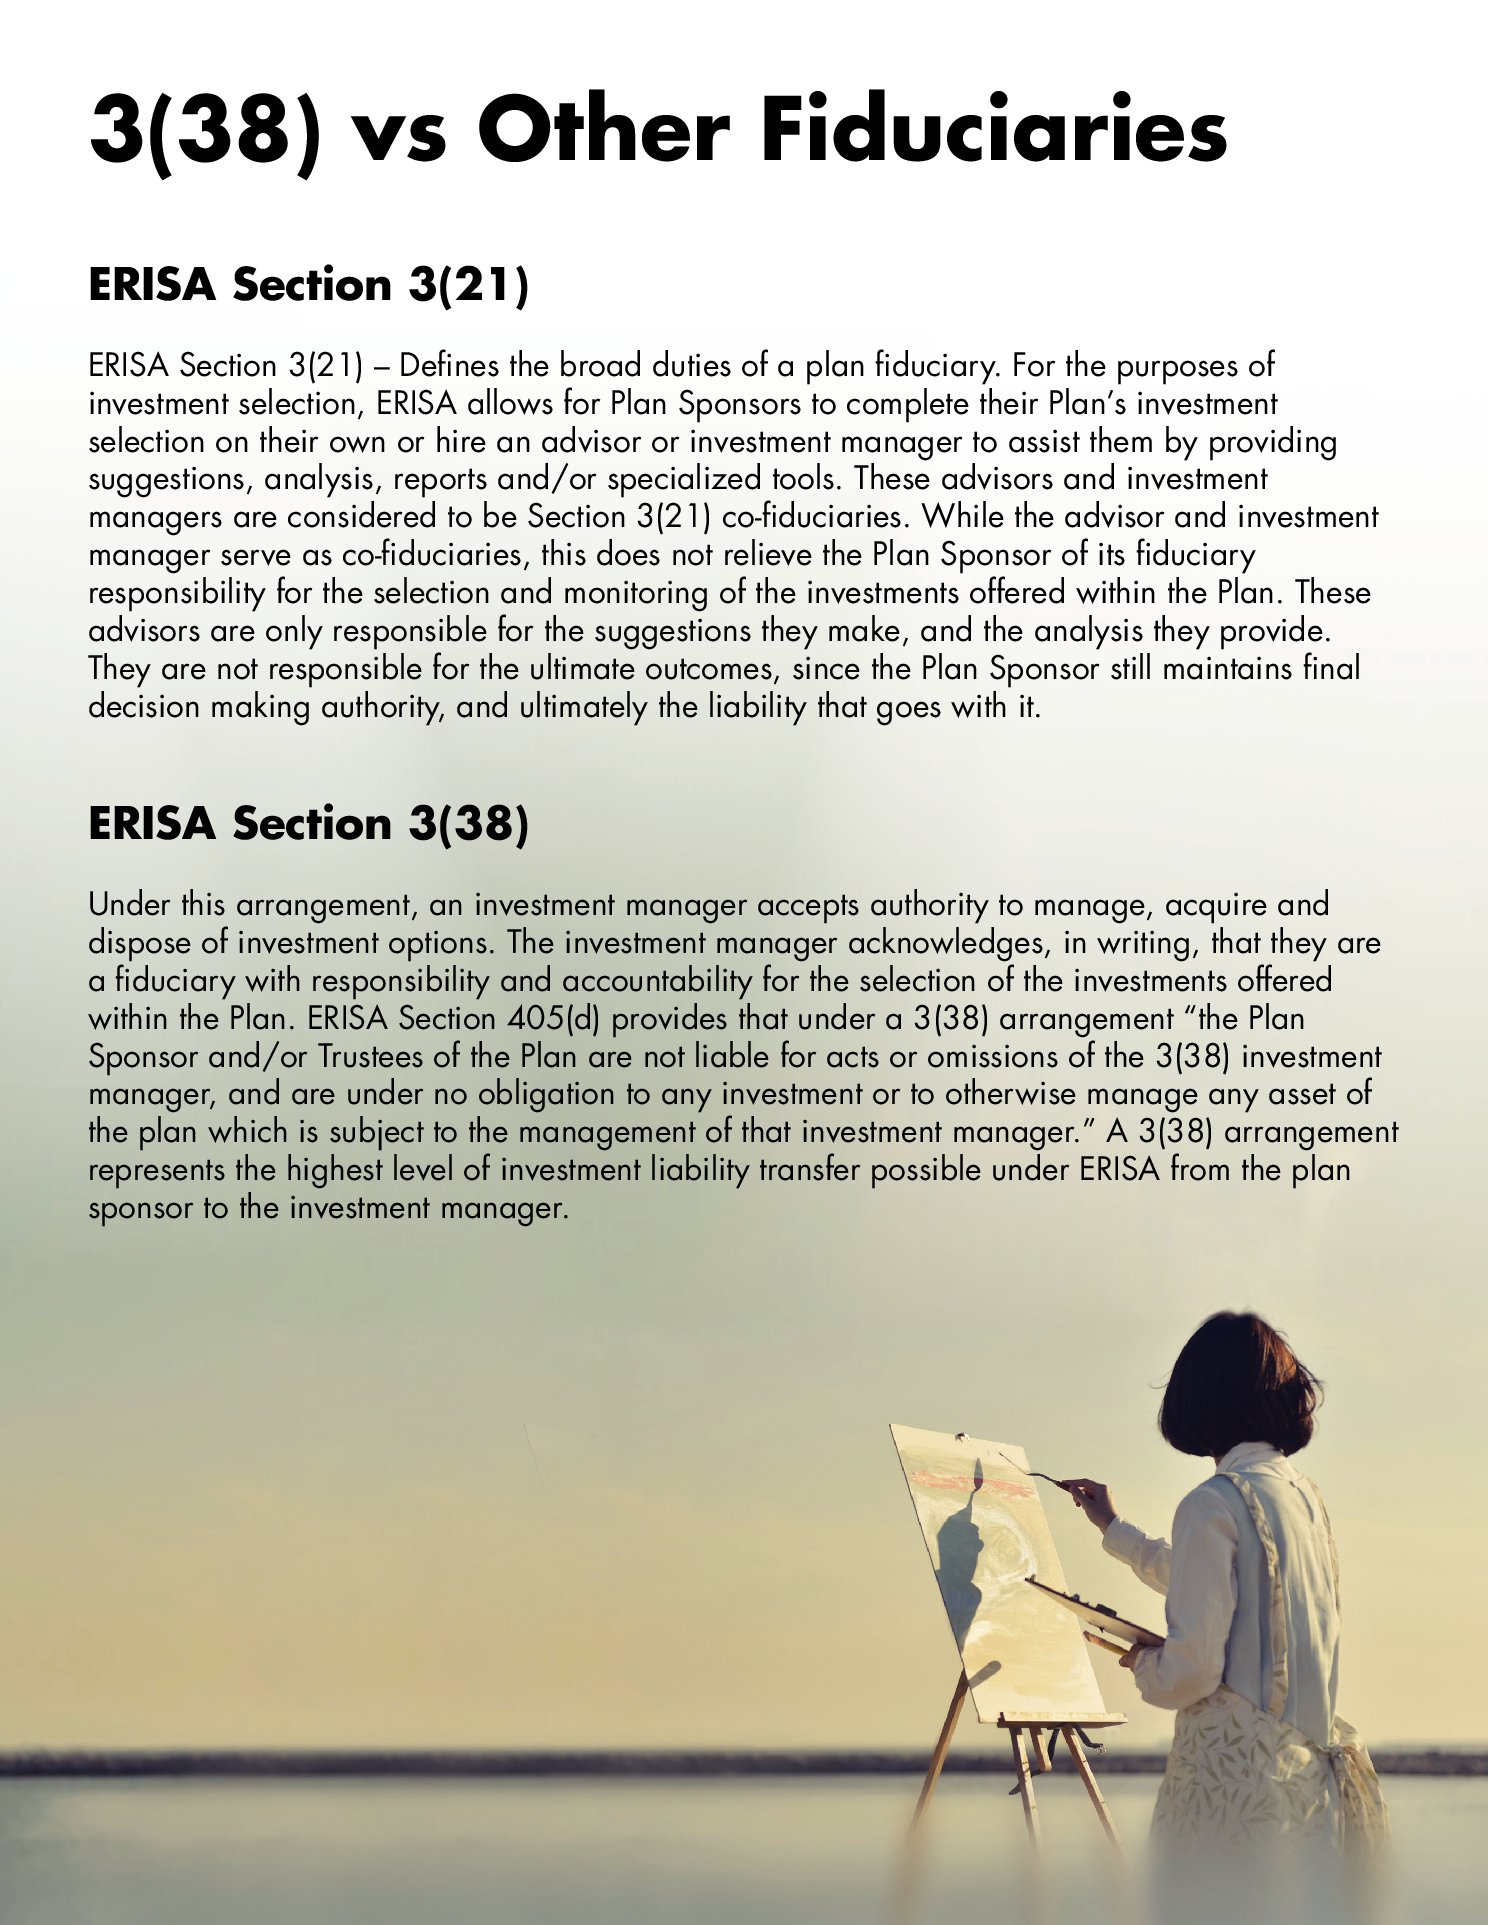 3(38) vs Other Fiduciaries
ERISA Section 3(21)
ERISA Section 3(21) – Defines the broad duties of a plan fiduciary. For the purposes of
investment selection, ERISA allows for Plan Sponsors to complete their Plan’s investment
selection on their own or hire an advisor or investment manager to assist them by providing
suggestions, analysis, reports and/or specialized tools. These advisors and investment
managers are considered to be Section 3(21) co-fiduciaries. While the advisor and investment
manager serve as co-fiduciaries, this does not relieve the Plan Sponsor of its fiduciary
responsibility for the selection and monitoring of the investments offered within the Plan. These
advisors are only responsible for the suggestions they make, and the analysis they provide.
They are not responsible for the ultimate outcomes, since the Plan Sponsor still maintains final
decision making authority, and ultimately the liability that goes with it.
ERISA Section 3(38)
Under this arrangement, an investment manager accepts authority to manage, acquire and
dispose of investment options. The investment manager acknowledges, in writing, that they are
a fiduciary with responsibility and accountability for the selection of the investments offered
within the Plan. ERISA Section 405(d) provides that under a 3(38) arrangement “the Plan
Sponsor and/or Trustees of the Plan are not liable for acts or omissions of the 3(38) investment
manager, and are under no obligation to any investment or to otherwise manage any asset of
the plan which is subject to the management of that investment manager.” A 3(38) arrangement
represents the highest level of investment liability transfer possible under ERISA from the plan
sponsor to the investment manager.